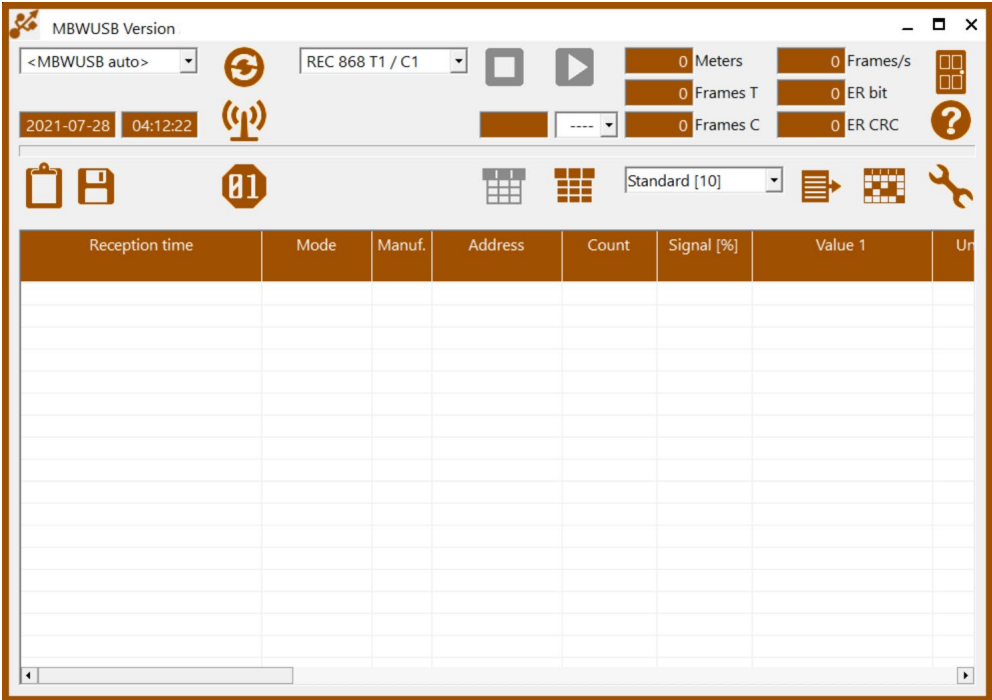 MBWUSB Version
<MBWUSB auto>
REC 868 T1 / C1
0 Meters
0 Frames/s
0 Frames T
0 ER bit
2021-07-28 04:12:22
----
0 Frames C
0 ER CRC
?
01
Standard [10]
Reception time Mode Manuf. Address Count Signal [%] Value 1 Un